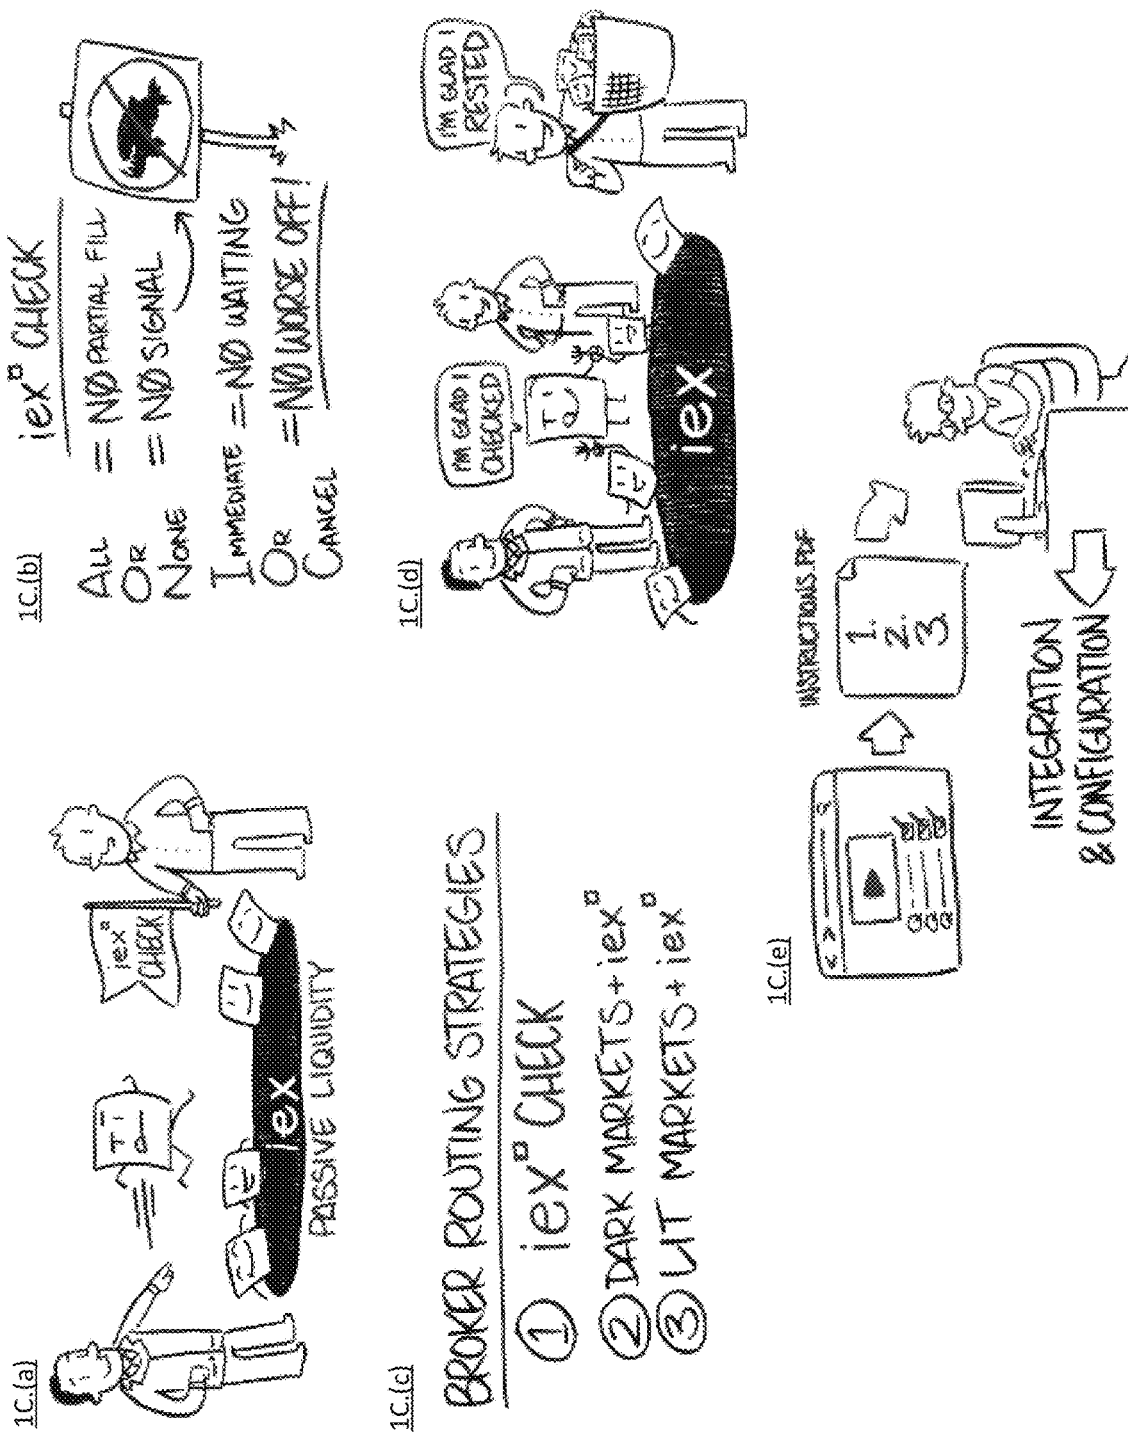 1C.(a)
iex
CHECK
iex
PASSIVE LIQUIDITY
1C.(b)
iex CHECK
ALL = NO PARTIAL FILL
OR
NONE = NO SIGNAL
IMMEDIATE = NO WAITING
OR
CANCEL = NO WORSE OFF!
1C.(c)
BROKER ROUTING STRATEGIES
1 iex CHECK
2 DARK MARKETS + iex
3 LIT MARKETS + iex
1C.(d)
I'M GLAD I
CHECKED
I'M GLAD I
RESTED
iex
1C.(e)
< >
INSTRUCTIONS.PDF
1.
2.
3.
INTEGRATION
& CONFIGURATION